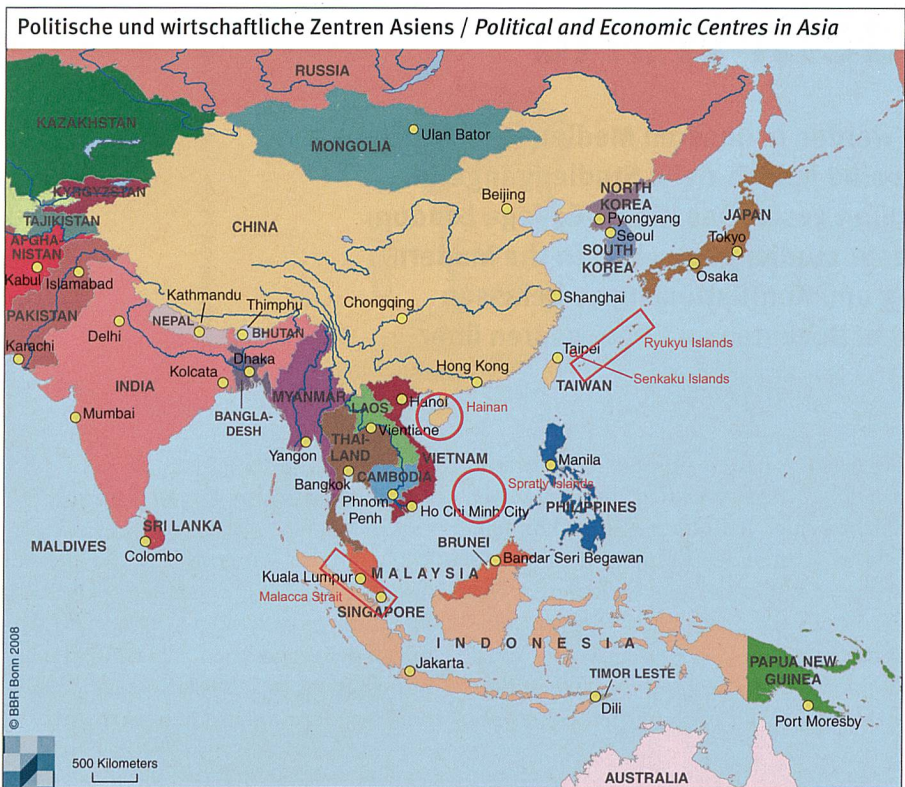 Politische und wirtschaftliche Zentren Asiens / Political and Economic Centres in Asia
RUSSIA
KAZAKHSTAN
MONGOLIA
Ulan Bator
KYRGYZSTAN
TAJIKISTAN
AFGHA-
NISTAN
Kabul
Islamabad
PAKISTAN
Karachi
CHINA
Beijing
NORTH
KOREA
Pyongyang
Seoul
SOUTH
KOREA
JAPAN
Tokyo
Osaka
Kathmandu
Thimphu
NEPAL
BHUTAN
Delhi
Chongqing
Shanghai
Ryukyu Islands
Taipei
Senkaku Islands
TAIWAN
Hong Kong
INDIA
Dhaka
Kolcata
Mumbai
BANGLA-
DESH
MYANMAR
Yangon
LAOS
Hanoi
Hainan
Vientiane
THAI-
LAND
VIETNAM
Bangkok
CAMBODIA
Phnom
Penh
Ho Chi Minh City
Spratly Islands
Manila
PHILIPPINES
SRI LANKA
MALDIVES
Colombo
BRUNEI
Bandar Seri Begawan
Kuala Lumpur
MALAYSIA
Malacca Strait
SINGAPORE
INDONESIA
Jakarta
TIMOR LESTE
Dili
PAPUA NEW
GUINEA
Port Moresby
AUSTRALIA
500 Kilometers
© BBR Bonn 2008